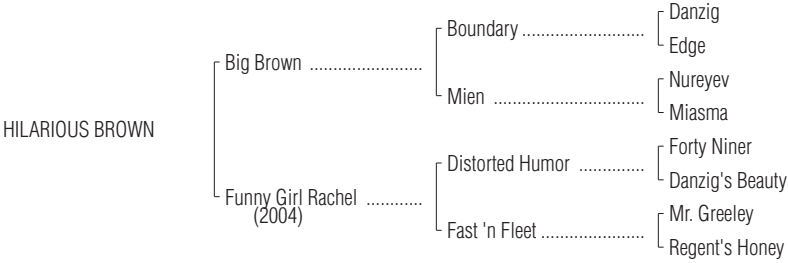 Danzig
Boundary ........................
Edge
Big Brown ......................
Nureyev
Mien ..............................
Miasma
HILARIOUS BROWN
Forty Niner
Distorted Humor .............
Danzig's Beauty
Funny Girl Rachel ...........
(2004)
Mr. Greeley
Fast 'n Fleet ....................
Regent's Honey